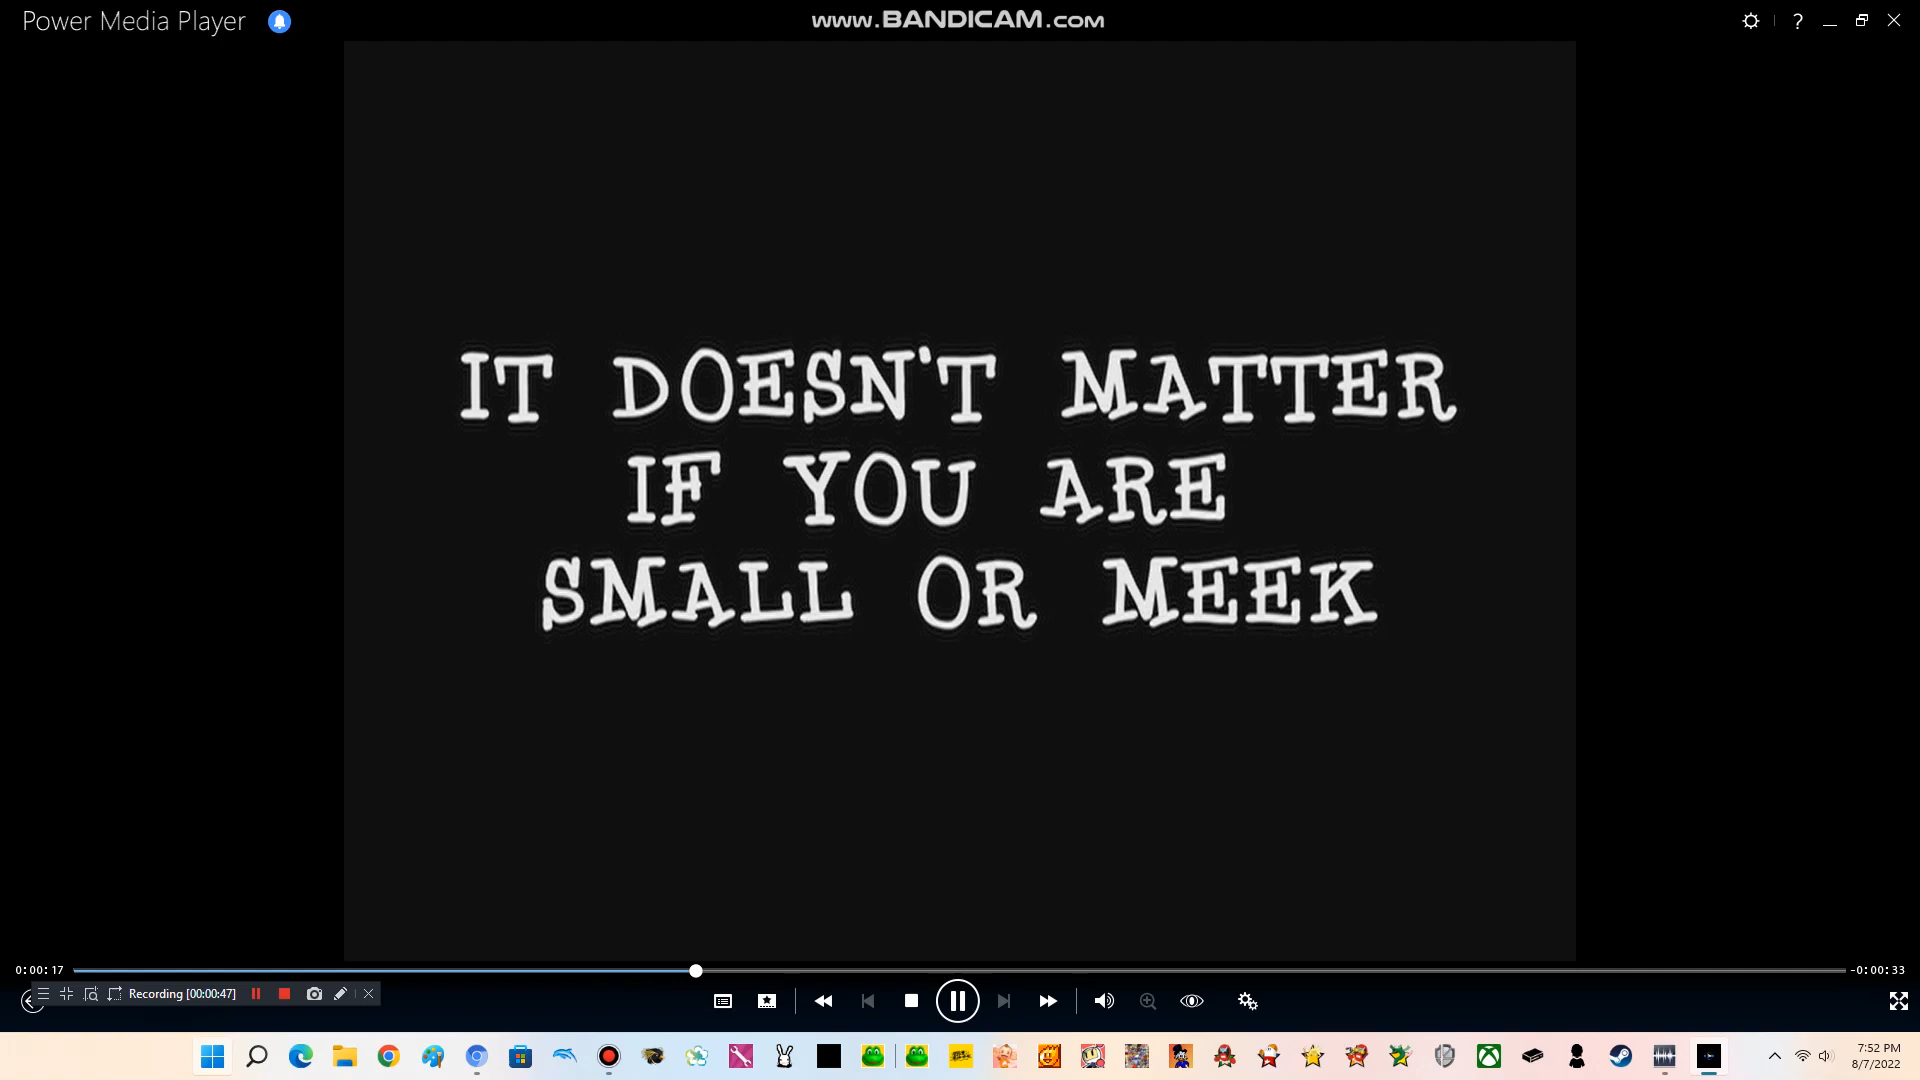 Power Media Player
www.BANDICAM.com
?
IT DOESN'T MATTER
IF YOU ARE
SMALL OR MEEK
0:00:17
-0:00:33
Recording [00:00:47]
7:52 PM
8/7/2022